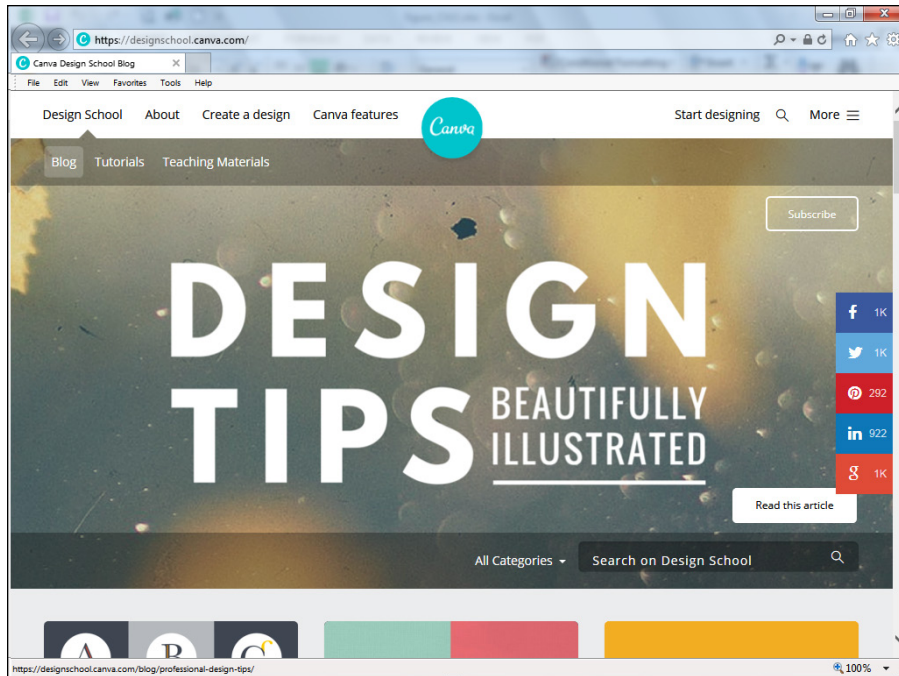 https://designschool.canva.com/
Canva Design School Blog
File Edit View Favorites Tools Help
Design School About Create a design Canva features Canva Start designing More
Blog Tutorials Teaching Materials
Subscribe
DESIGN
TIPS BEAUTIFULLY
ILLUSTRATED
f 1K
1K
292
in 922
g 1K
Read this article
All Categories Search on Design School
A B C
https://designschool.canva.com/blog/professional-design-tips/
100%